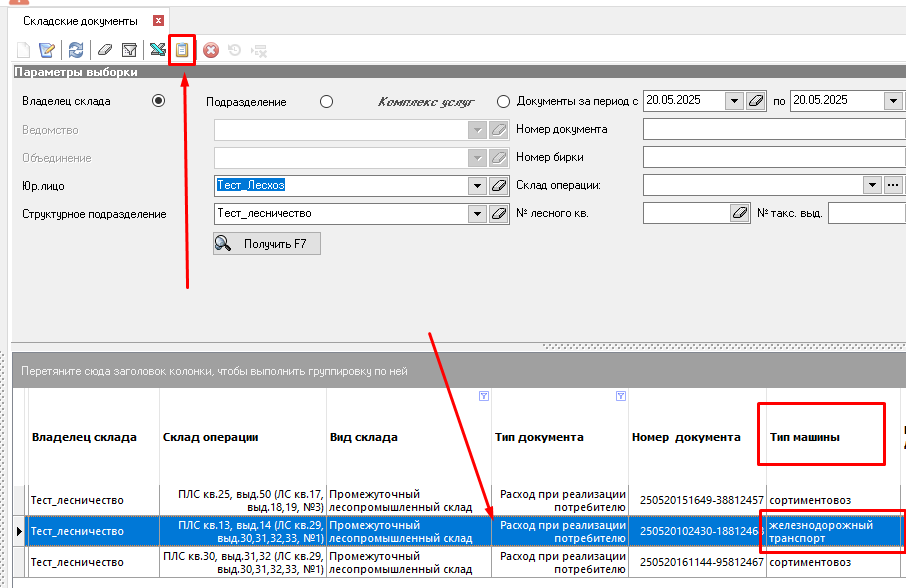 Складские документы
Параметры выборки
Владелец склада
Подразделение
Комплекс услуг
Документы за период с 20.05.2025 по 20.05.2025
Ведомство
Номер документа
Объединение
Номер бирки
Юр.лицо
Тест_Лесхоз
Склад операции:
Структурное подразделение
Тест_лесничество
№ лесного кв.
№ такс. выд.
Получить F7
Перетяните сюда заголовок колонки, чтобы выполнить группировку по ней
Владелец склада
Склад операции
Вид склада
Тип документа
Номер документа
Тип машины
Тест_лесничество
ПЛС кв.25, выд.50 (ЛС кв.17,
выд.18,19, №3)
Промежуточный
лесопромышленный склад
Расход при реализации
потребителю
250520151649-38812457
сортиментовоз
Тест_лесничество
ПЛС кв.13, выд.14 (ЛС кв.29,
выд.30,31,32,33, №1)
Промежуточный
лесопромышленный склад
Расход при реализации
потребителю
250520102430-1881246
железнодорожный
транспорт
Тест_лесничество
ПЛС кв.30, выд.31,32 (ЛС кв.29,
выд.30,31,32,33, №1)
Промежуточный
лесопромышленный склад
Расход при реализации
потребителю
250520161144-95812468
сортиментовоз